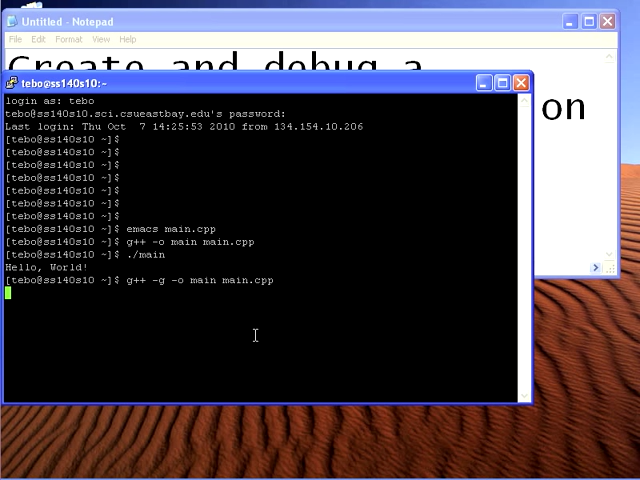 Untitled - Notepad
File Edit Format View Help
Create and debug a
on
tebo@ss140s10:~
login as: tebo
tebo@ss140s10.sci.csueastbay.edu's password:
Last login: Thu Oct  7 14:25:53 2010 from 134.154.10.206
[tebo@ss140s10 ~]$
[tebo@ss140s10 ~]$
[tebo@ss140s10 ~]$
[tebo@ss140s10 ~]$
[tebo@ss140s10 ~]$
[tebo@ss140s10 ~]$
[tebo@ss140s10 ~]$
[tebo@ss140s10 ~]$ emacs main.cpp
[tebo@ss140s10 ~]$ g++ -o main main.cpp
[tebo@ss140s10 ~]$ ./main
Hello, World!
[tebo@ss140s10 ~]$ g++ -g -o main main.cpp